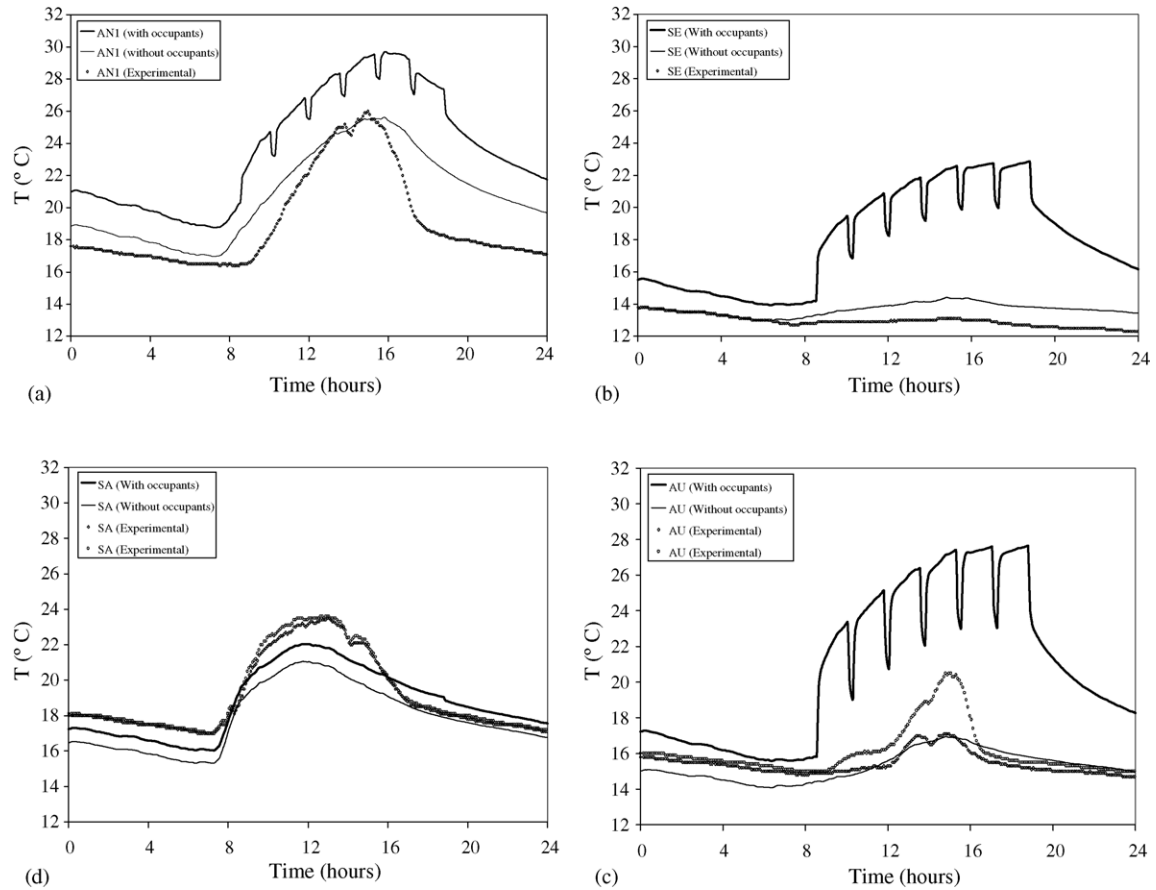 32
30
28
26
24
22
20
18
16
14
12
T (º C)
AN1 (with occupants)
AN1 (without occupants)
AN1 (Experimental)
0 4 8 12 16 20 24
Time (hours)
(a)
32
30
28
26
24
22
20
18
16
14
12
T (º C)
SE (With occupants)
SE (Without occupants)
SE (Experimental)
0 4 8 12 16 20 24
Time (hours)
(b)
32
30
28
26
24
22
20
18
16
14
12
T (º C)
SA (With occupants)
SA (Without occupants)
SA (Experimental)
SA (Experimental)
0 4 8 12 16 20 24
Time (hours)
(d)
32
30
28
26
24
22
20
18
16
14
12
T (º C)
AU (With occupants)
AU (Without occupants)
AU (Experimental)
AU (Experimental)
0 4 8 12 16 20 24
Time (hours)
(c)